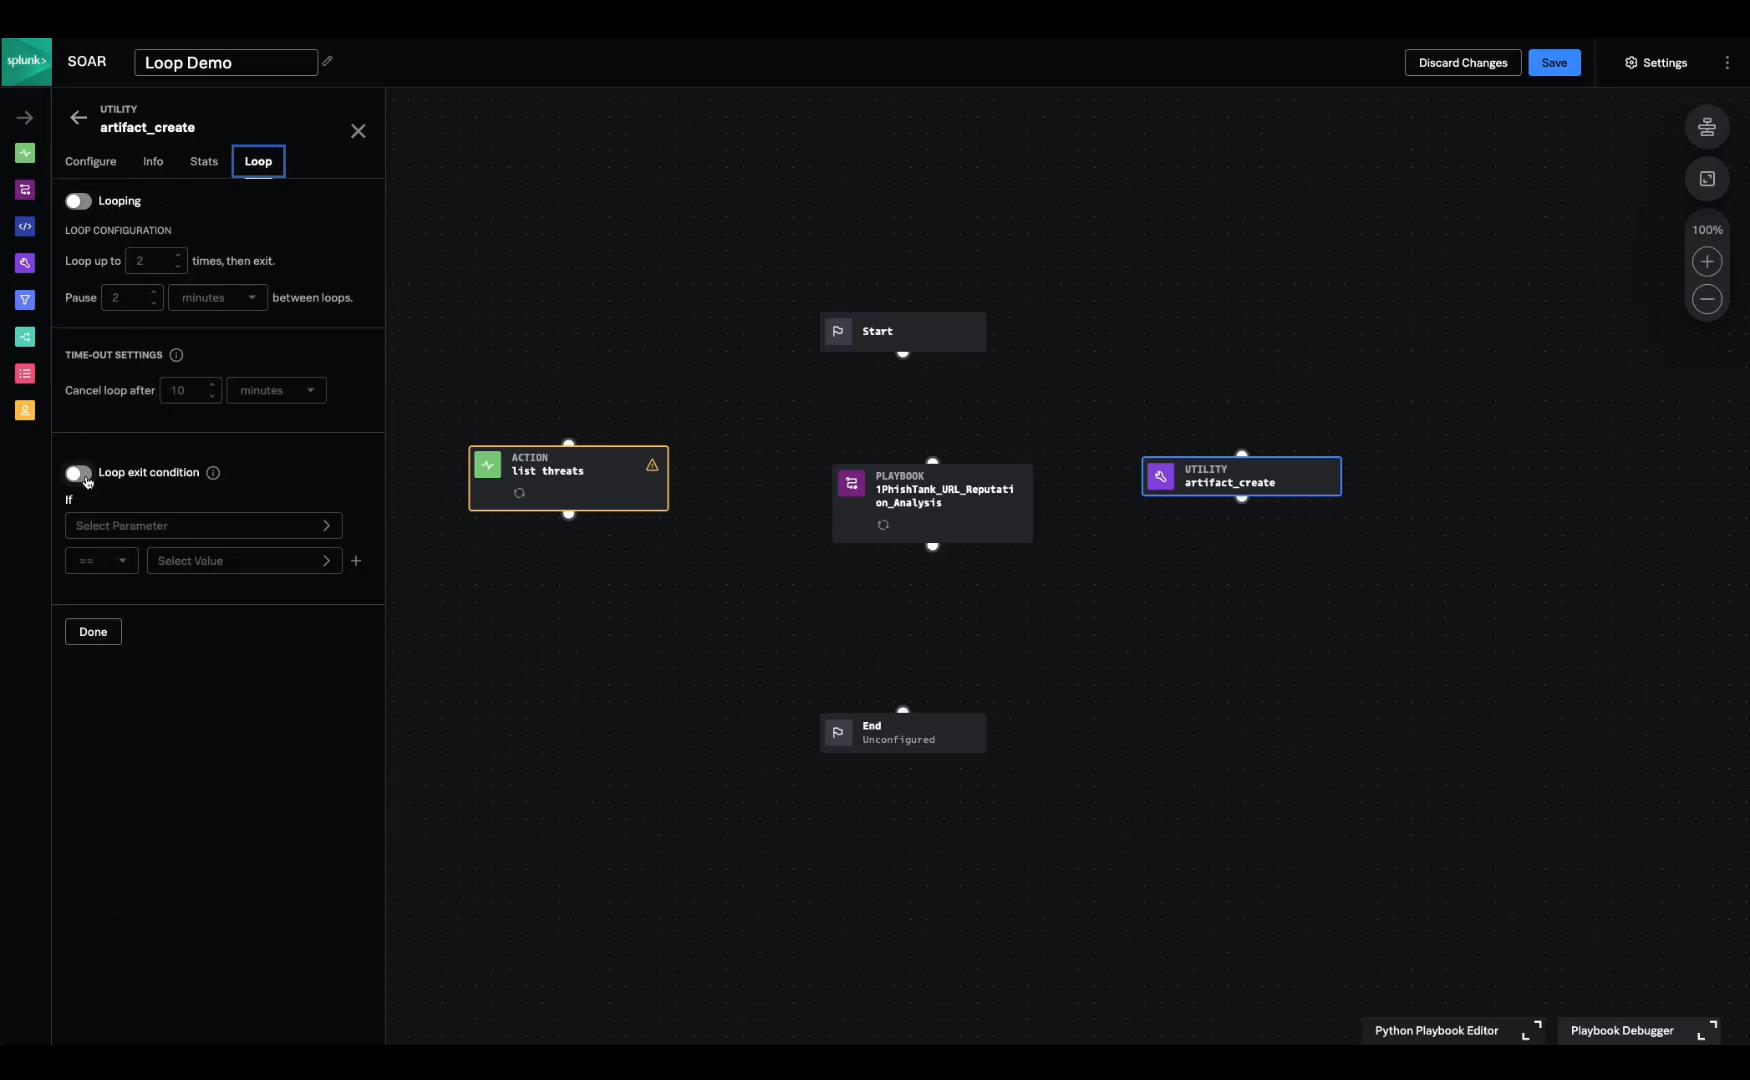 splunk>
SOAR
Loop Demo
Discard Changes
Save
Settings
UTILITY
artifact_create
Configure
Info
Stats
Loop
Looping
LOOP CONFIGURATION
Loop up to 2 times, then exit.
Pause 2 minutes between loops.
TIME-OUT SETTINGS
Cancel loop after 10 minutes
Loop exit condition
If
Select Parameter
== Select Value
Done
100%
Start
ACTION
list threats
PLAYBOOK
1PhishTank_URL_Reputati
on_Analysis
UTILITY
artifact_create
End
Unconfigured
Python Playbook Editor
Playbook Debugger